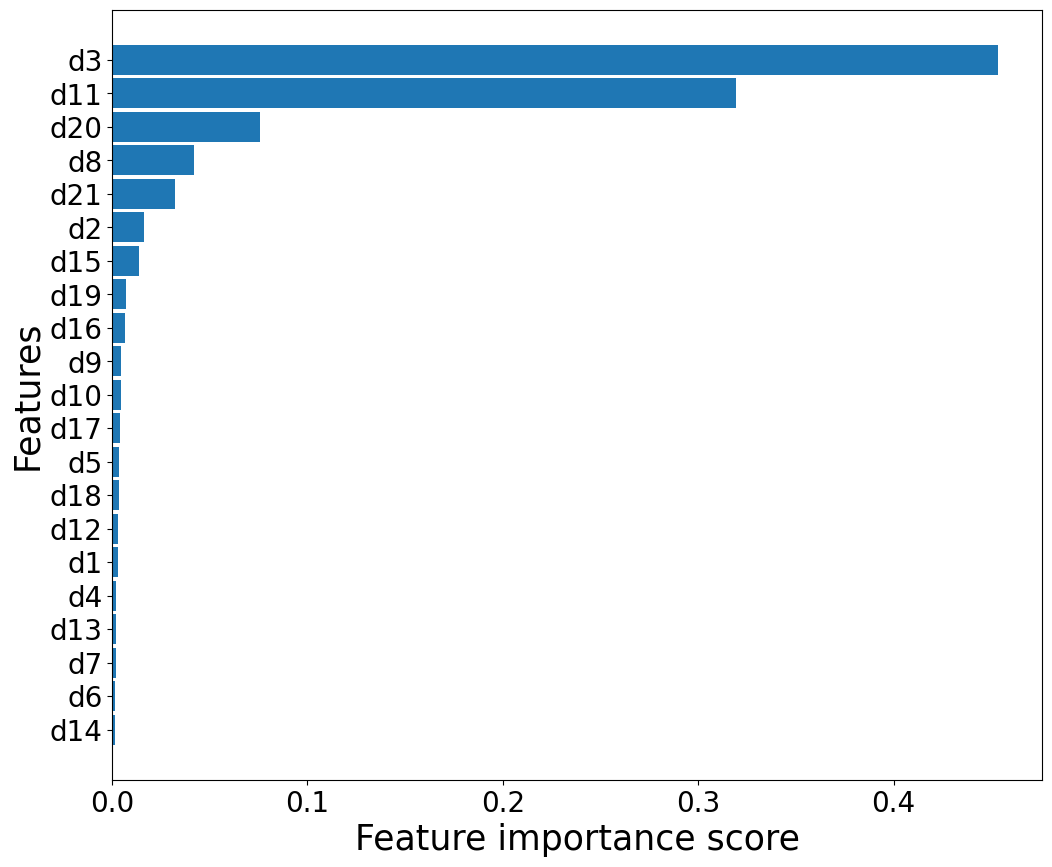 d3
d11
d20
d8
d21
d2
d15
d19
d16
d9
d10
d17
d5
d18
d12
d1
d4
d13
d7
d6
d14
Features
0.0 0.1 0.2 0.3 0.4
Feature importance score